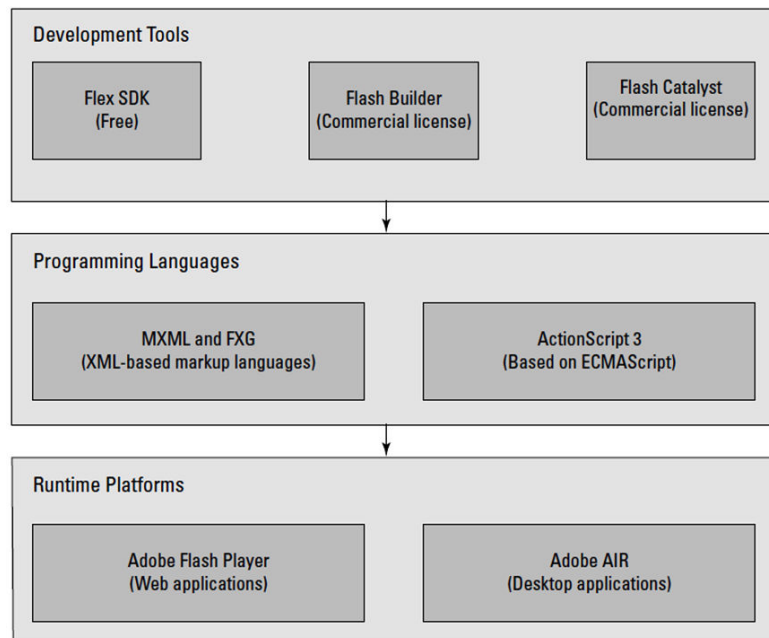 Development Tools
Flex SDK
(Free)
Flash Builder
(Commercial license)
Flash Catalyst
(Commercial license)
Programming Languages
MXML and FXG
(XML-based markup languages)
ActionScript 3
(Based on ECMAScript)
Runtime Platforms
Adobe Flash Player
(Web applications)
Adobe AIR
(Desktop applications)